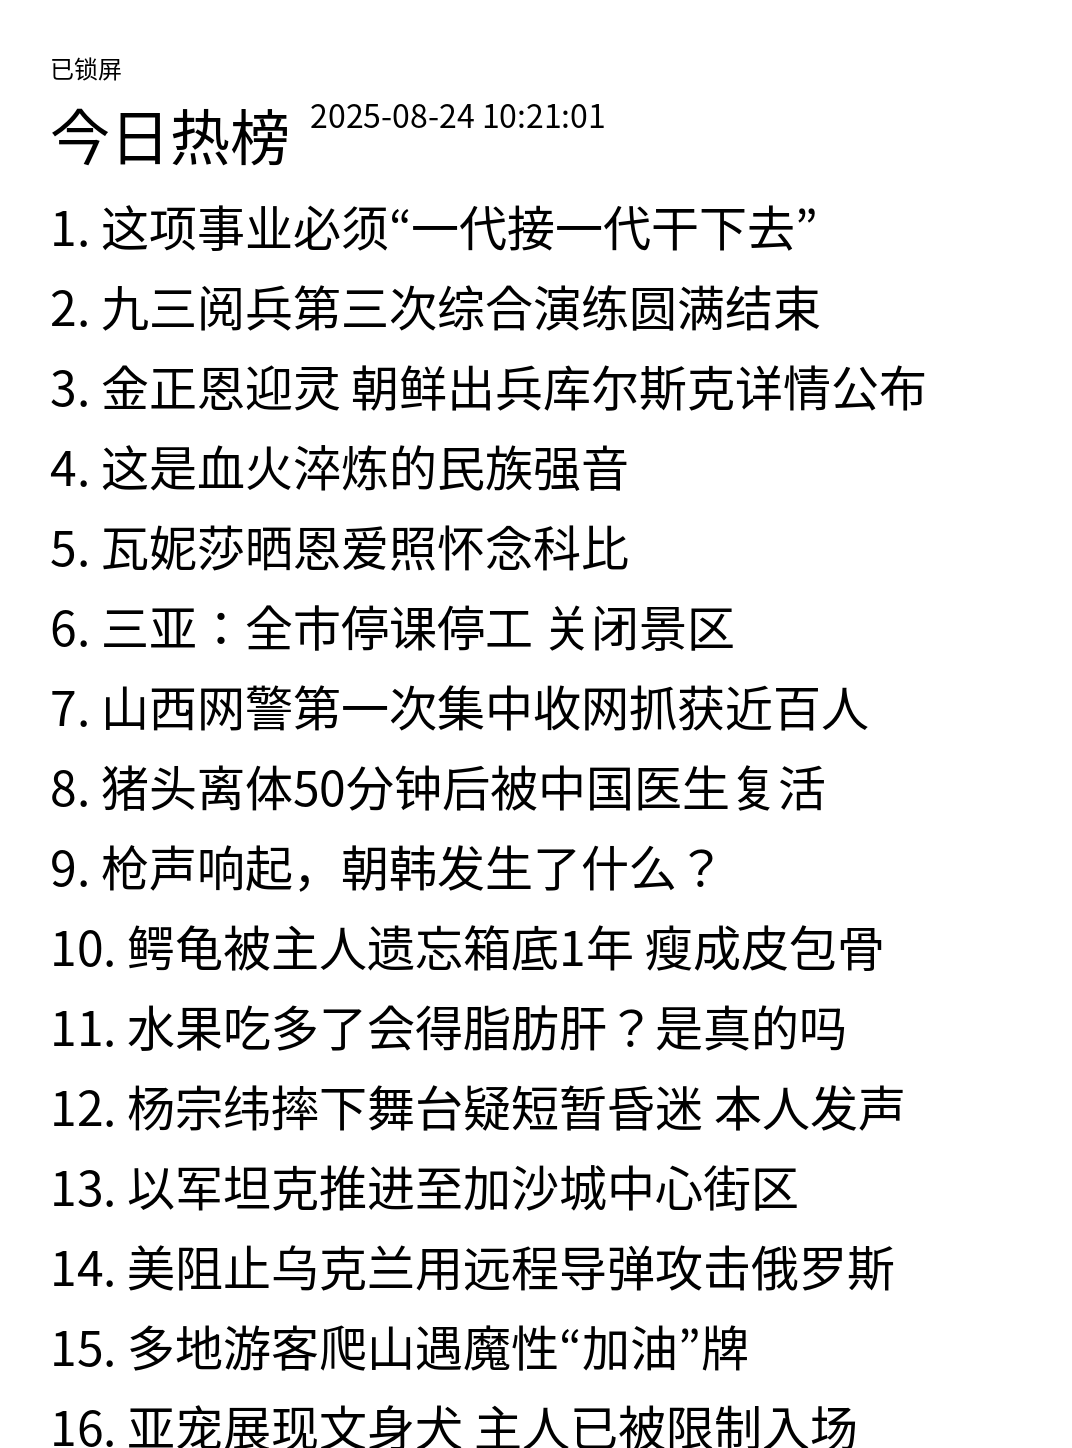 已锁屏
今日热榜 2025-08-24 10:21:01
1. 这项事业必须“一代接一代干下去”
2. 九三阅兵第三次综合演练圆满结束
3. 金正恩迎灵 朝鲜出兵库尔斯克详情公布
4. 这是血火淬炼的民族强音
5. 瓦妮莎晒恩爱照怀念科比
6. 三亚：全市停课停工 关闭景区
7. 山西网警第一次集中收网抓获近百人
8. 猪头离体50分钟后被中国医生复活
9. 枪声响起，朝韩发生了什么？
10. 鳄龟被主人遗忘箱底1年 瘦成皮包骨
11. 水果吃多了会得脂肪肝？是真的吗
12. 杨宗纬摔下舞台疑短暂昏迷 本人发声
13. 以军坦克推进至加沙城中心街区
14. 美阻止乌克兰用远程导弹攻击俄罗斯
15. 多地游客爬山遇魔性“加油”牌
16. 亚宠展现文身犬 主人已被限制入场